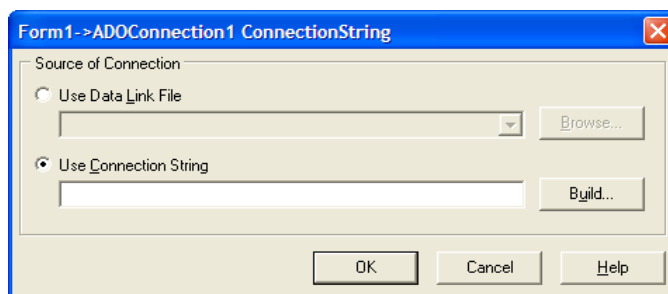 Form1->ADOConnection1 ConnectionString
Source of Connection
Use Data Link File
Browse...
Use Connection String
Build...
OK Cancel Help